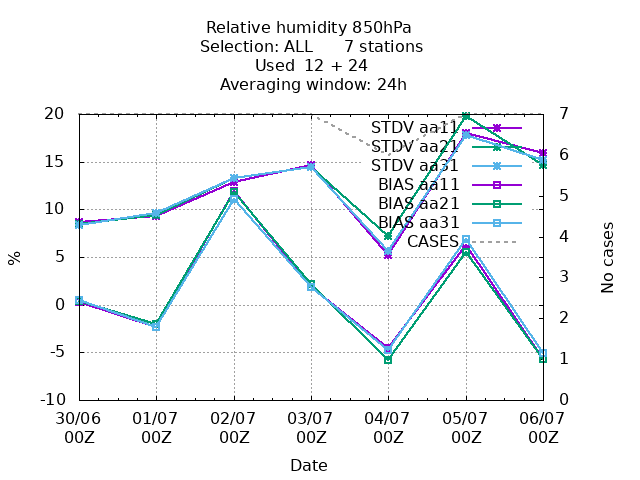 Relative humidity 850hPa
Selection: ALL 7 stations
Used 12 + 24
Averaging window: 24h
20
15
10
5
0
-5
-10
%
7
6
5
4
3
2
1
0
No cases
STDV aa11
STDV aa21
STDV aa31
BIAS aa11
BIAS aa21
BIAS aa31
CASES
30/06 01/07 02/07 03/07 04/07 05/07 06/07
00Z 00Z 00Z 00Z 00Z 00Z 00Z
Date